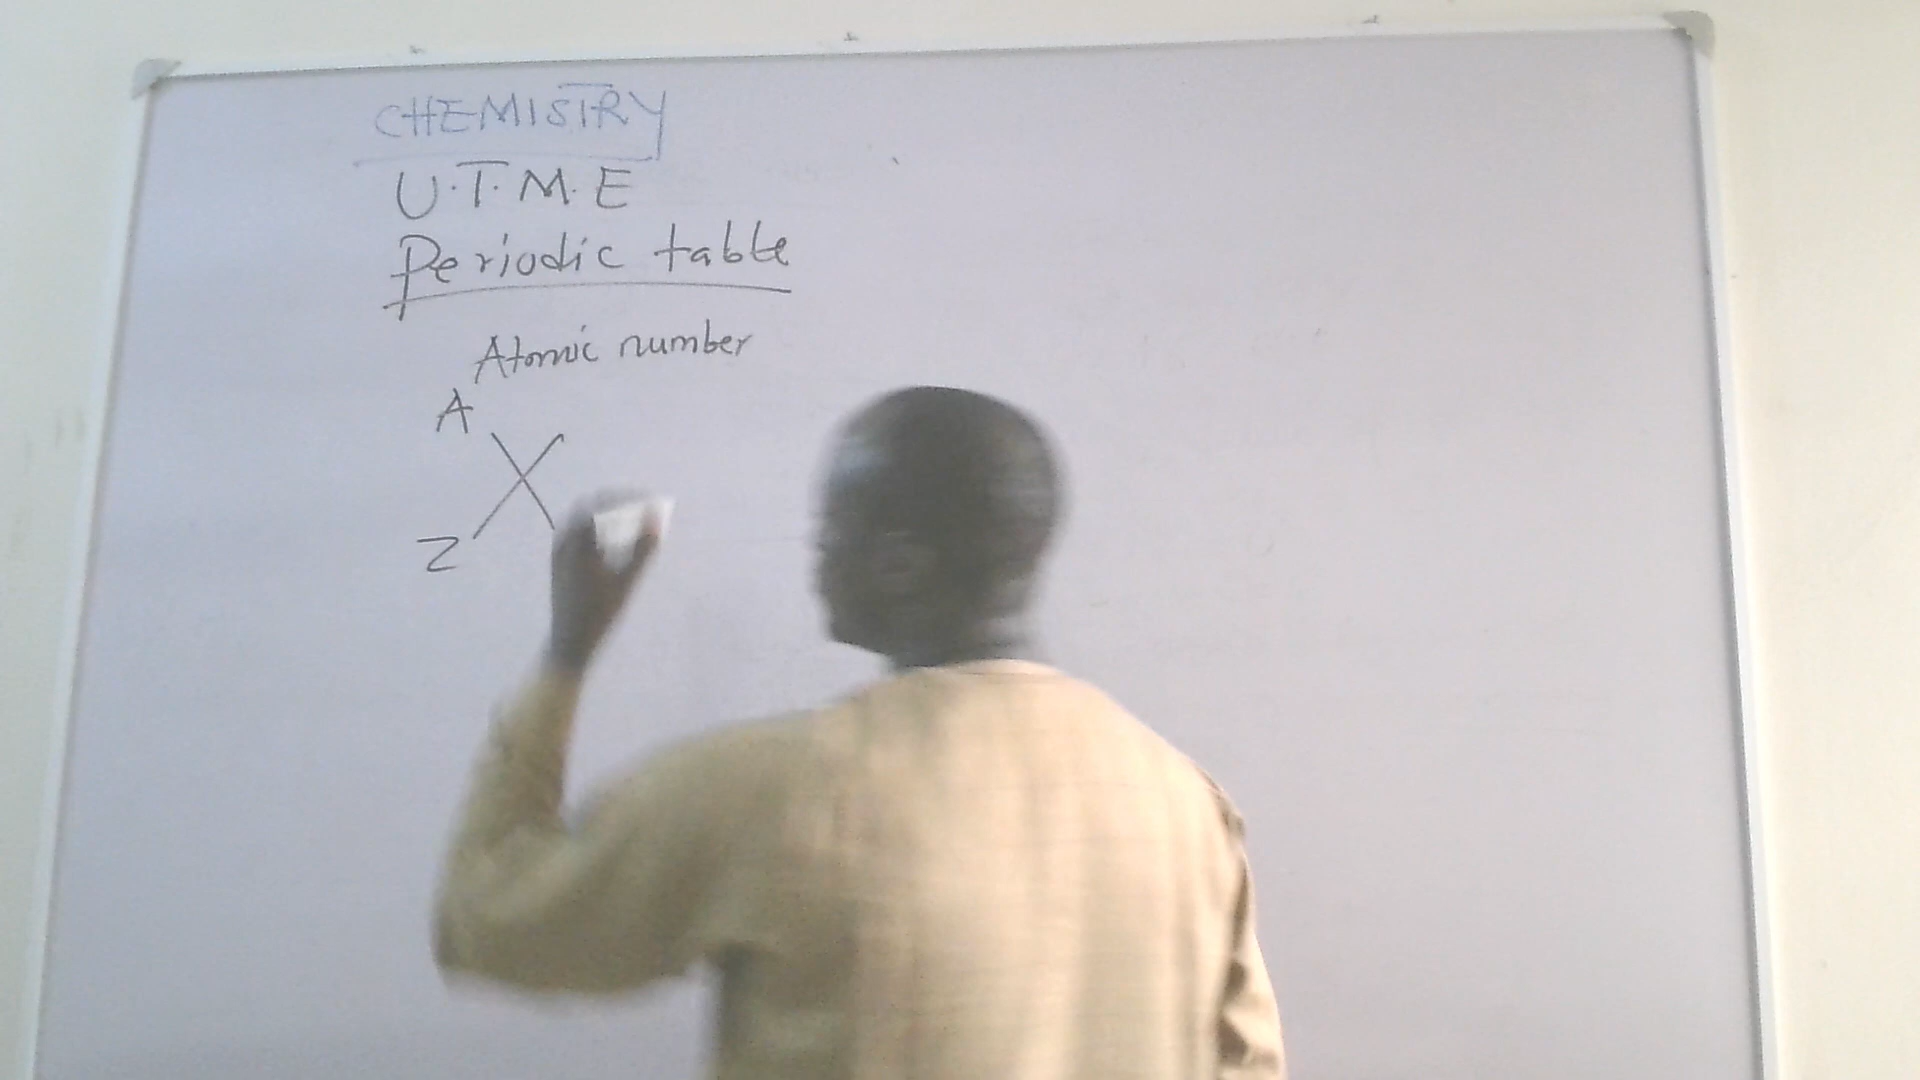 CHEMISTRY
U.T.M.E
Periodic table
Atomic number
A
X
Z